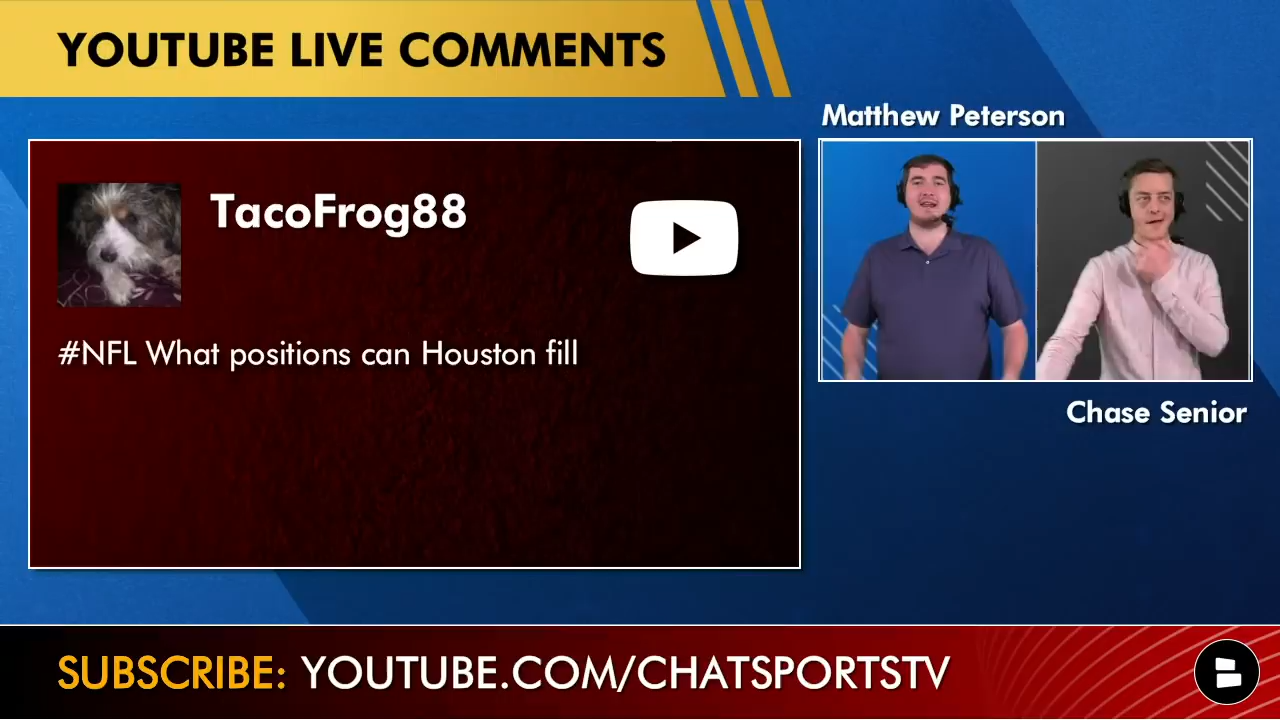 YOUTUBE LIVE COMMENTS
Matthew Peterson
TacoFrog88
#NFL What positions can Houston fill
Chase Senior
SUBSCRIBE: YOUTUBE.COM/CHATSPORTSTV